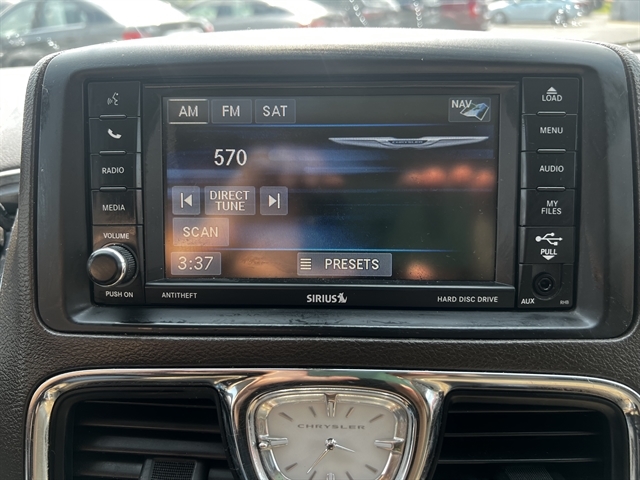 AM FM SAT NAV
LOAD
MENU
RADIO
AUDIO
MEDIA
MY
FILES
VOLUME
PUSH ON
PULL
AUX
CHRYSLER
570
DIRECT
TUNE
SCAN
3:37 PRESETS
ANTITHEFT SIRIUS HARD DISC DRIVE
CHRYSLER